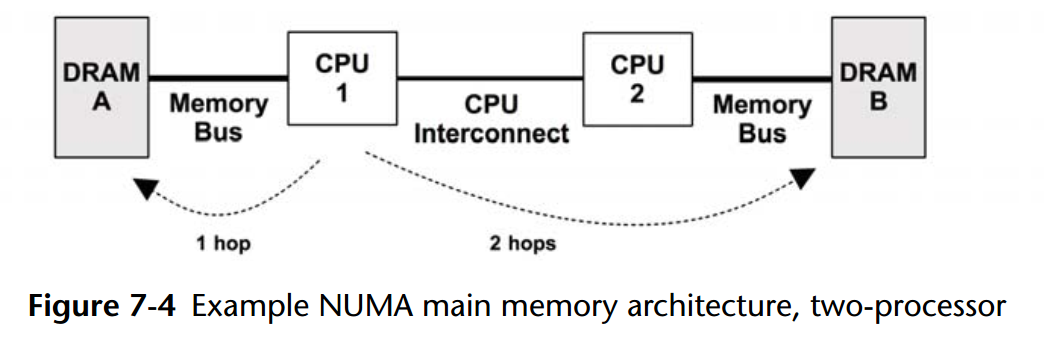 DRAM
A
Memory
Bus
CPU
1
CPU
Interconnect
CPU
2
Memory
Bus
DRAM
B
1 hop
2 hops
Figure 7-4 Example NUMA main memory architecture, two-processor